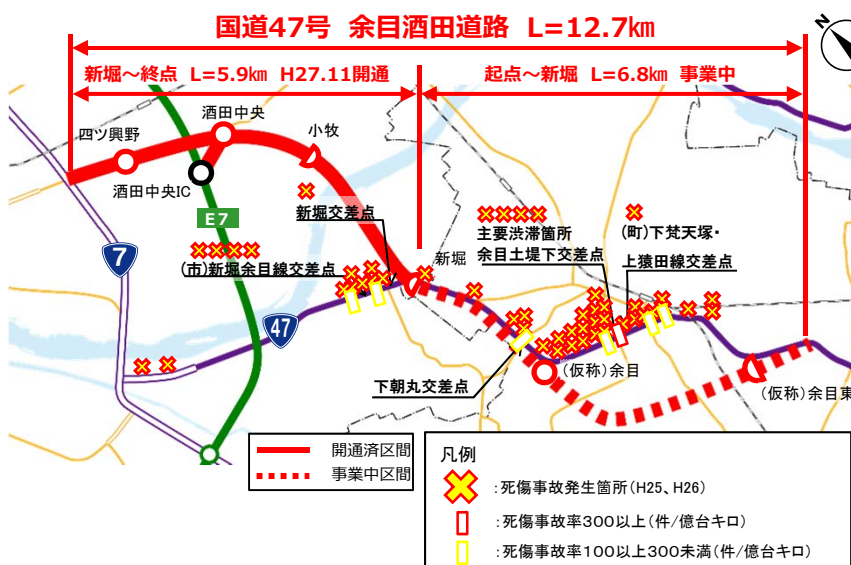 国道47号 余目酒田道路 L=12.7㎞
N
新堀～終点 L=5.9㎞ H27.11開通
起点～新堀 L=6.8㎞ 事業中
酒田中央
四ツ興野
小牧
酒田中央IC
E7
新堀交差点
主要渋滞箇所
(町)下梵天塚・
7
(市)新堀余目線交差点
新堀
余目土堤下交差点
上猿田線交差点
47
下朝丸交差点
(仮称)余目
(仮称)余目東
開通済区間
事業中区間
凡例
:死傷事故発生箇所(H25、H26)
:死傷事故率300以上(件/億台キロ)
:死傷事故率100以上300未満(件/億台キロ)